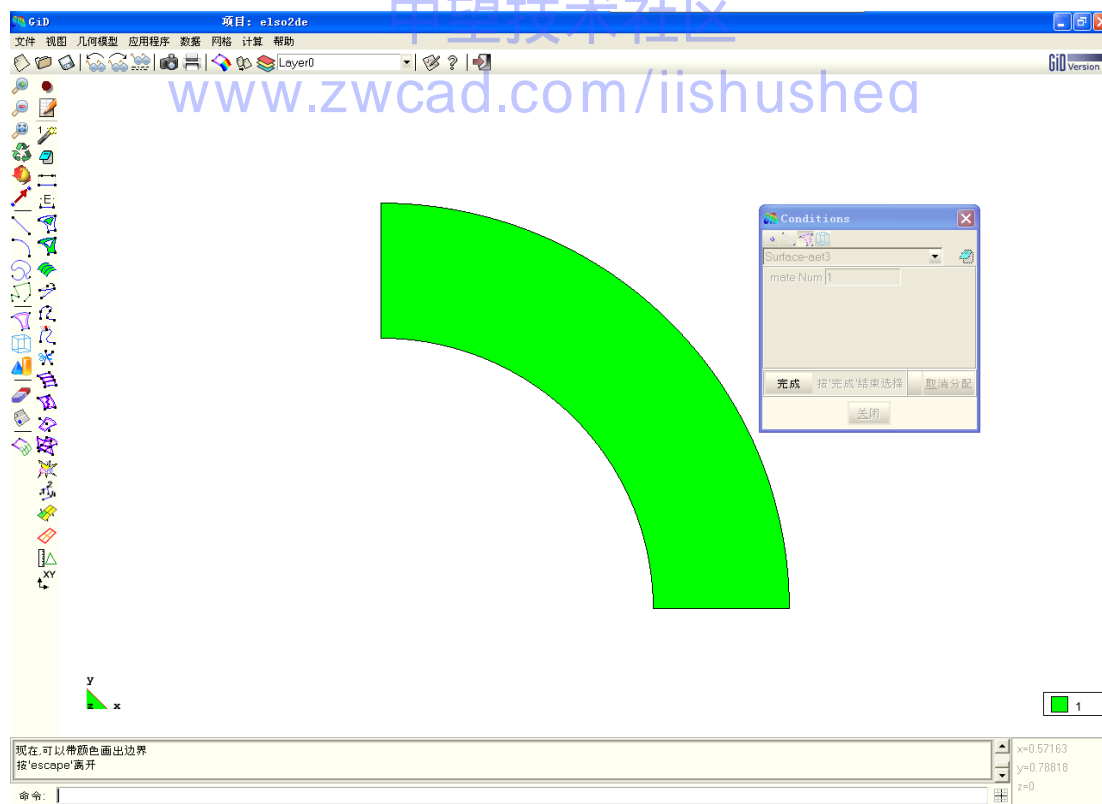 中望技术社区
GiD 项目: elso2de
文件 视图 几何模型 应用程序 数据 网格 计算 帮助
Layer0
GiD Version
www.zwcad.com/jishusheq
1
:E:
Conditions
Surface-aet3
mate Num 1
完成 按'完成'结束选择 取消分配
关闭
2
XY
y
z x
1
现在,可以带颜色画出边界
按'escape'离开
x=0.57163
y=0.78818
z=0
命令: